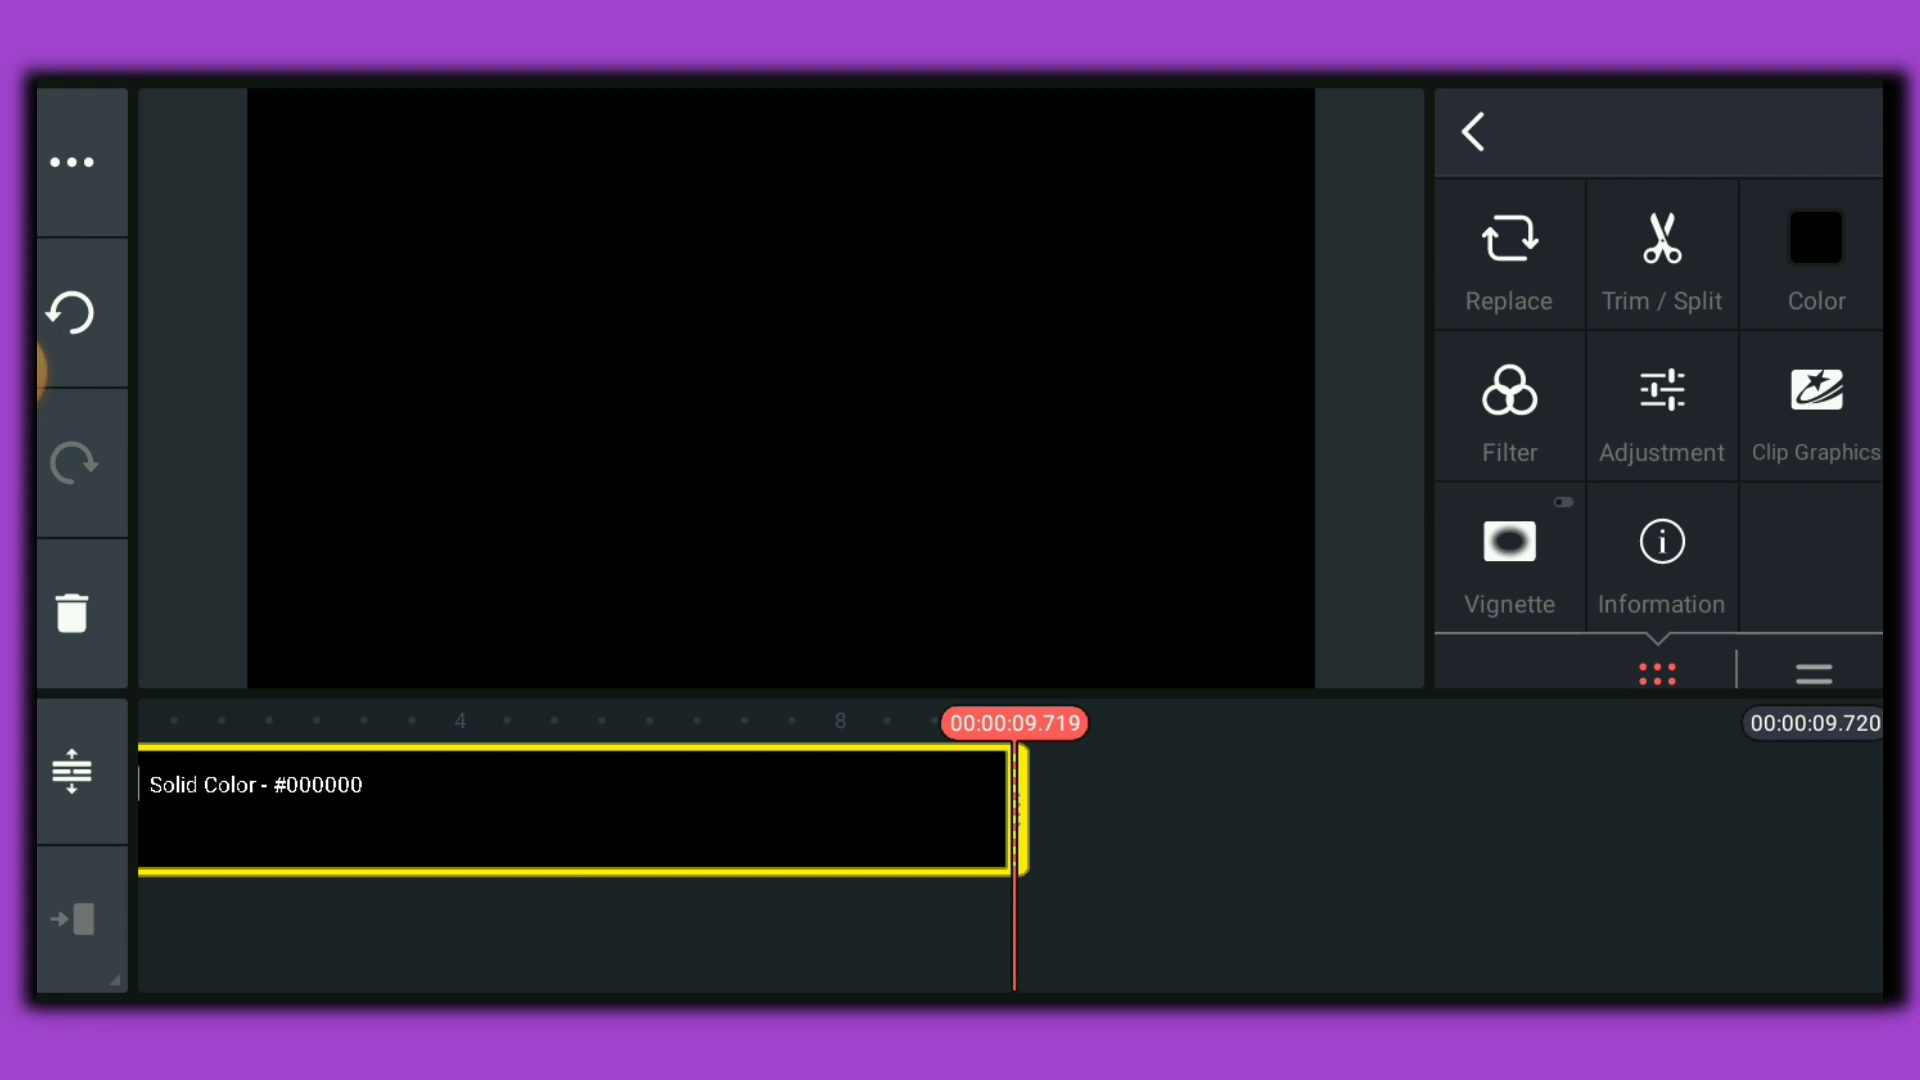 Replace
Trim / Split
Color
Filter
Adjustment
Clip Graphics
Vignette
Information
4
8
00:00:09.719
00:00:09.720
Solid Color - #000000